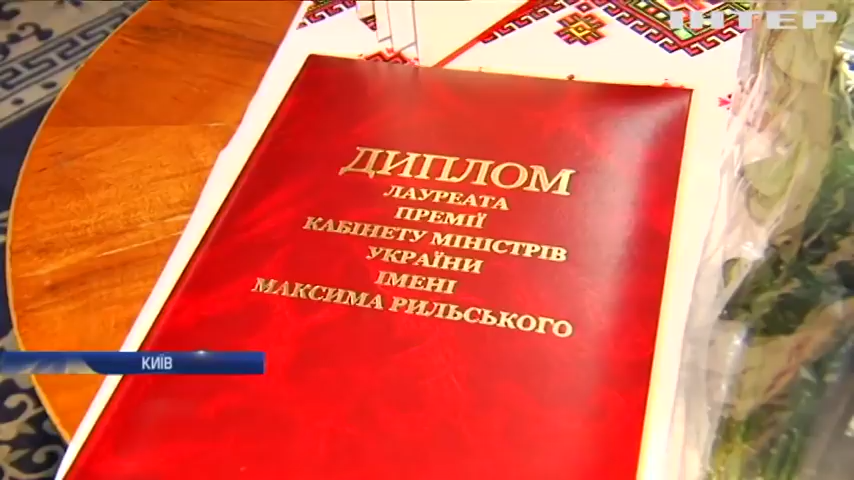 ІНТЕР
ДИПЛОМ
ЛАУРЕАТА
ПРЕМІЇ
КАБІНЕТУ МІНІСТРІВ
УКРАЇНИ
ІМЕНІ
МАКСИМА РИЛЬСЬКОГО
КИЇВ